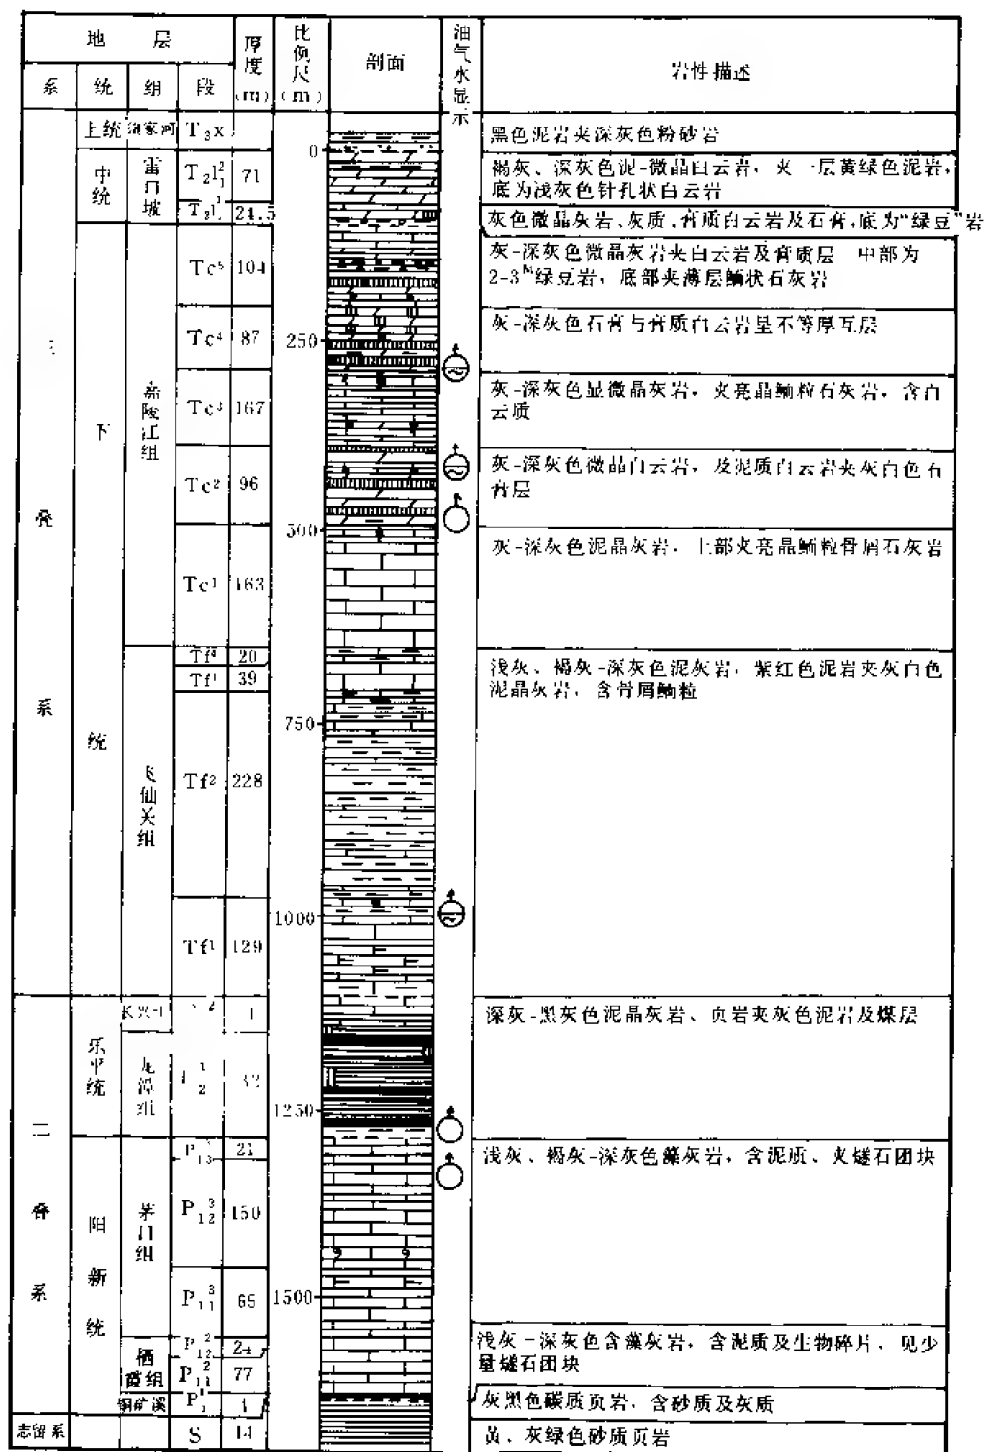 地 层
厚度 (m)
比例尺 (m)
剖面
油气水显示
岩性描述
系 统 组 段
上统 须家河 T₃x
黑色泥岩夹深灰色粉砂岩
0
中统 雷口坡 T₂l₁² 71
褐灰、深灰色泥-微晶白云岩，夹一层黄绿色泥岩，
底为浅灰色针孔状白云岩
24.5
灰色微晶灰岩、灰质、膏质白云岩及石膏，底为“绿豆”岩
三叠系
下统
嘉陵江组
Tc⁵ 104
灰-深灰色微晶灰岩夹白云岩及膏质层 中部为
2-3ᴹ绿豆岩，底部夹薄层鲕状石灰岩
Tc⁴ 87
250
灰-深灰色石膏与膏质白云岩呈不等厚互层
Tc³ 167
灰-深灰色显微晶灰岩，夹亮晶鲕粒石灰岩，含白
云质
Tc² 96
灰-深灰色微晶白云岩，及泥质白云岩夹灰白色石
膏层
500
Tc¹ 163
灰-深灰色泥晶灰岩，上部夹亮晶鲕粒骨屑石灰岩
飞仙关组
Tf⁴ 20
浅灰、褐灰-深灰色泥灰岩，紫红色泥岩夹灰白色
泥晶灰岩，含骨屑鲕粒
39
750
Tf² 228
1000
Tf¹ 129
二叠系
乐平统
深灰-黑灰色泥晶灰岩、页岩夹灰色泥岩及煤层
龙潭组
1250
阳新统
茅口组
21
浅灰、褐灰-深灰色藻灰岩，含泥质、夹燧石团块
P₁₂³ 150
P₁₁³ 65
1500
栖霞组
P₁₂² 24
浅灰-深灰色含藻灰岩，含泥质及生物碎片，见少
量燧石团块
P₁₁² 77
铜矿溪 P₁¹
灰黑色碳质页岩，含砂质及灰质
志留系 S 14
黄、灰绿色砂质页岩